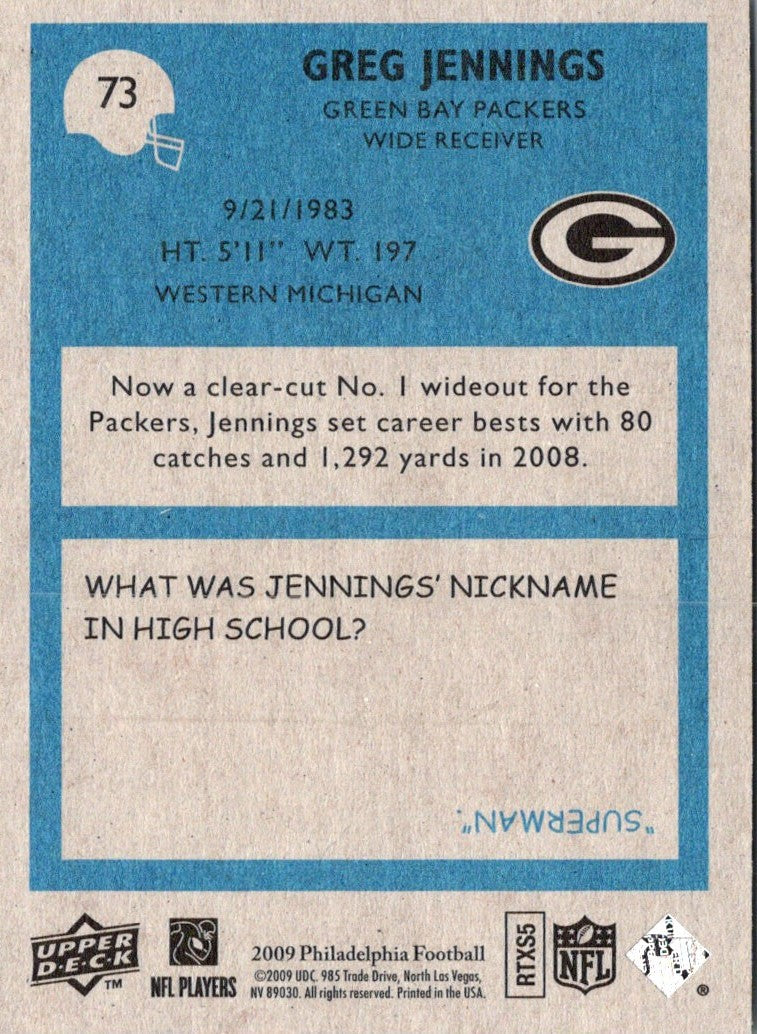 73
GREG JENNINGS
GREEN BAY PACKERS
WIDE RECEIVER
9/21/1983
HT. 5'11" WT. 197
WESTERN MICHIGAN
G
Now a clear-cut No. 1 wideout for the
Packers, Jennings set career bests with 80
catches and 1,292 yards in 2008.
WHAT WAS JENNINGS' NICKNAME
IN HIGH SCHOOL?
"SUPERMAN".
UPPER
D·E·C·K
TM
NFL PLAYERS
2009 Philadelphia Football
©2009 UDC. 985 Trade Drive, North Las Vegas,
NV 89030. All rights reserved. Printed in the USA.
RTXS5
NFL
®